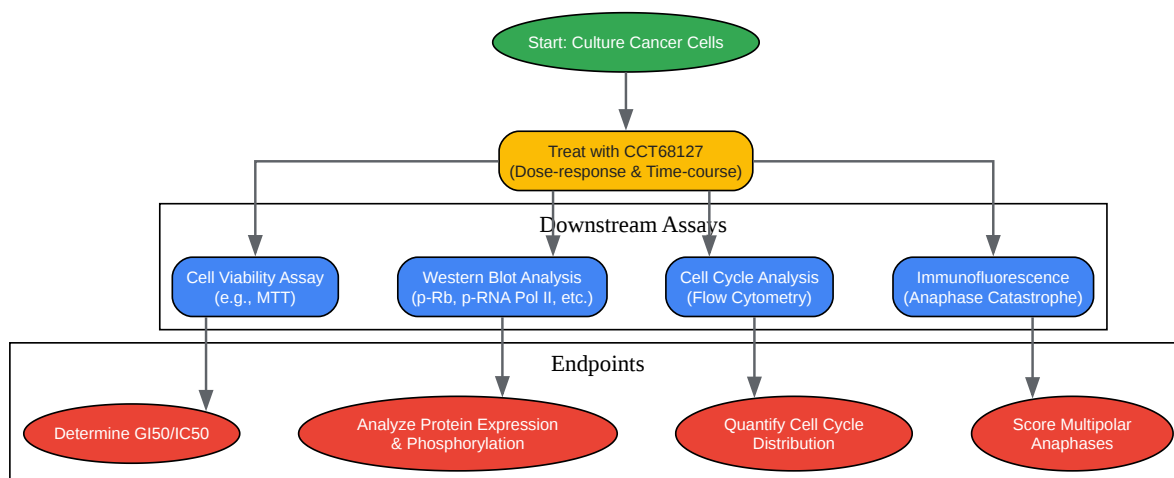 Start: Culture Cancer Cells
Treat with CCT68127
(Dose-response & Time-course)
Downstream Assays
Cell Viability Assay
(e.g., MTT)
Western Blot Analysis
(p-Rb, p-RNA Pol II, etc.)
Cell Cycle Analysis
(Flow Cytometry)
Immunofluorescence
(Anaphase Catastrophe)
Endpoints
Determine GI50/IC50
Analyze Protein Expression
& Phosphorylation
Quantify Cell Cycle
Distribution
Score Multipolar
Anaphases